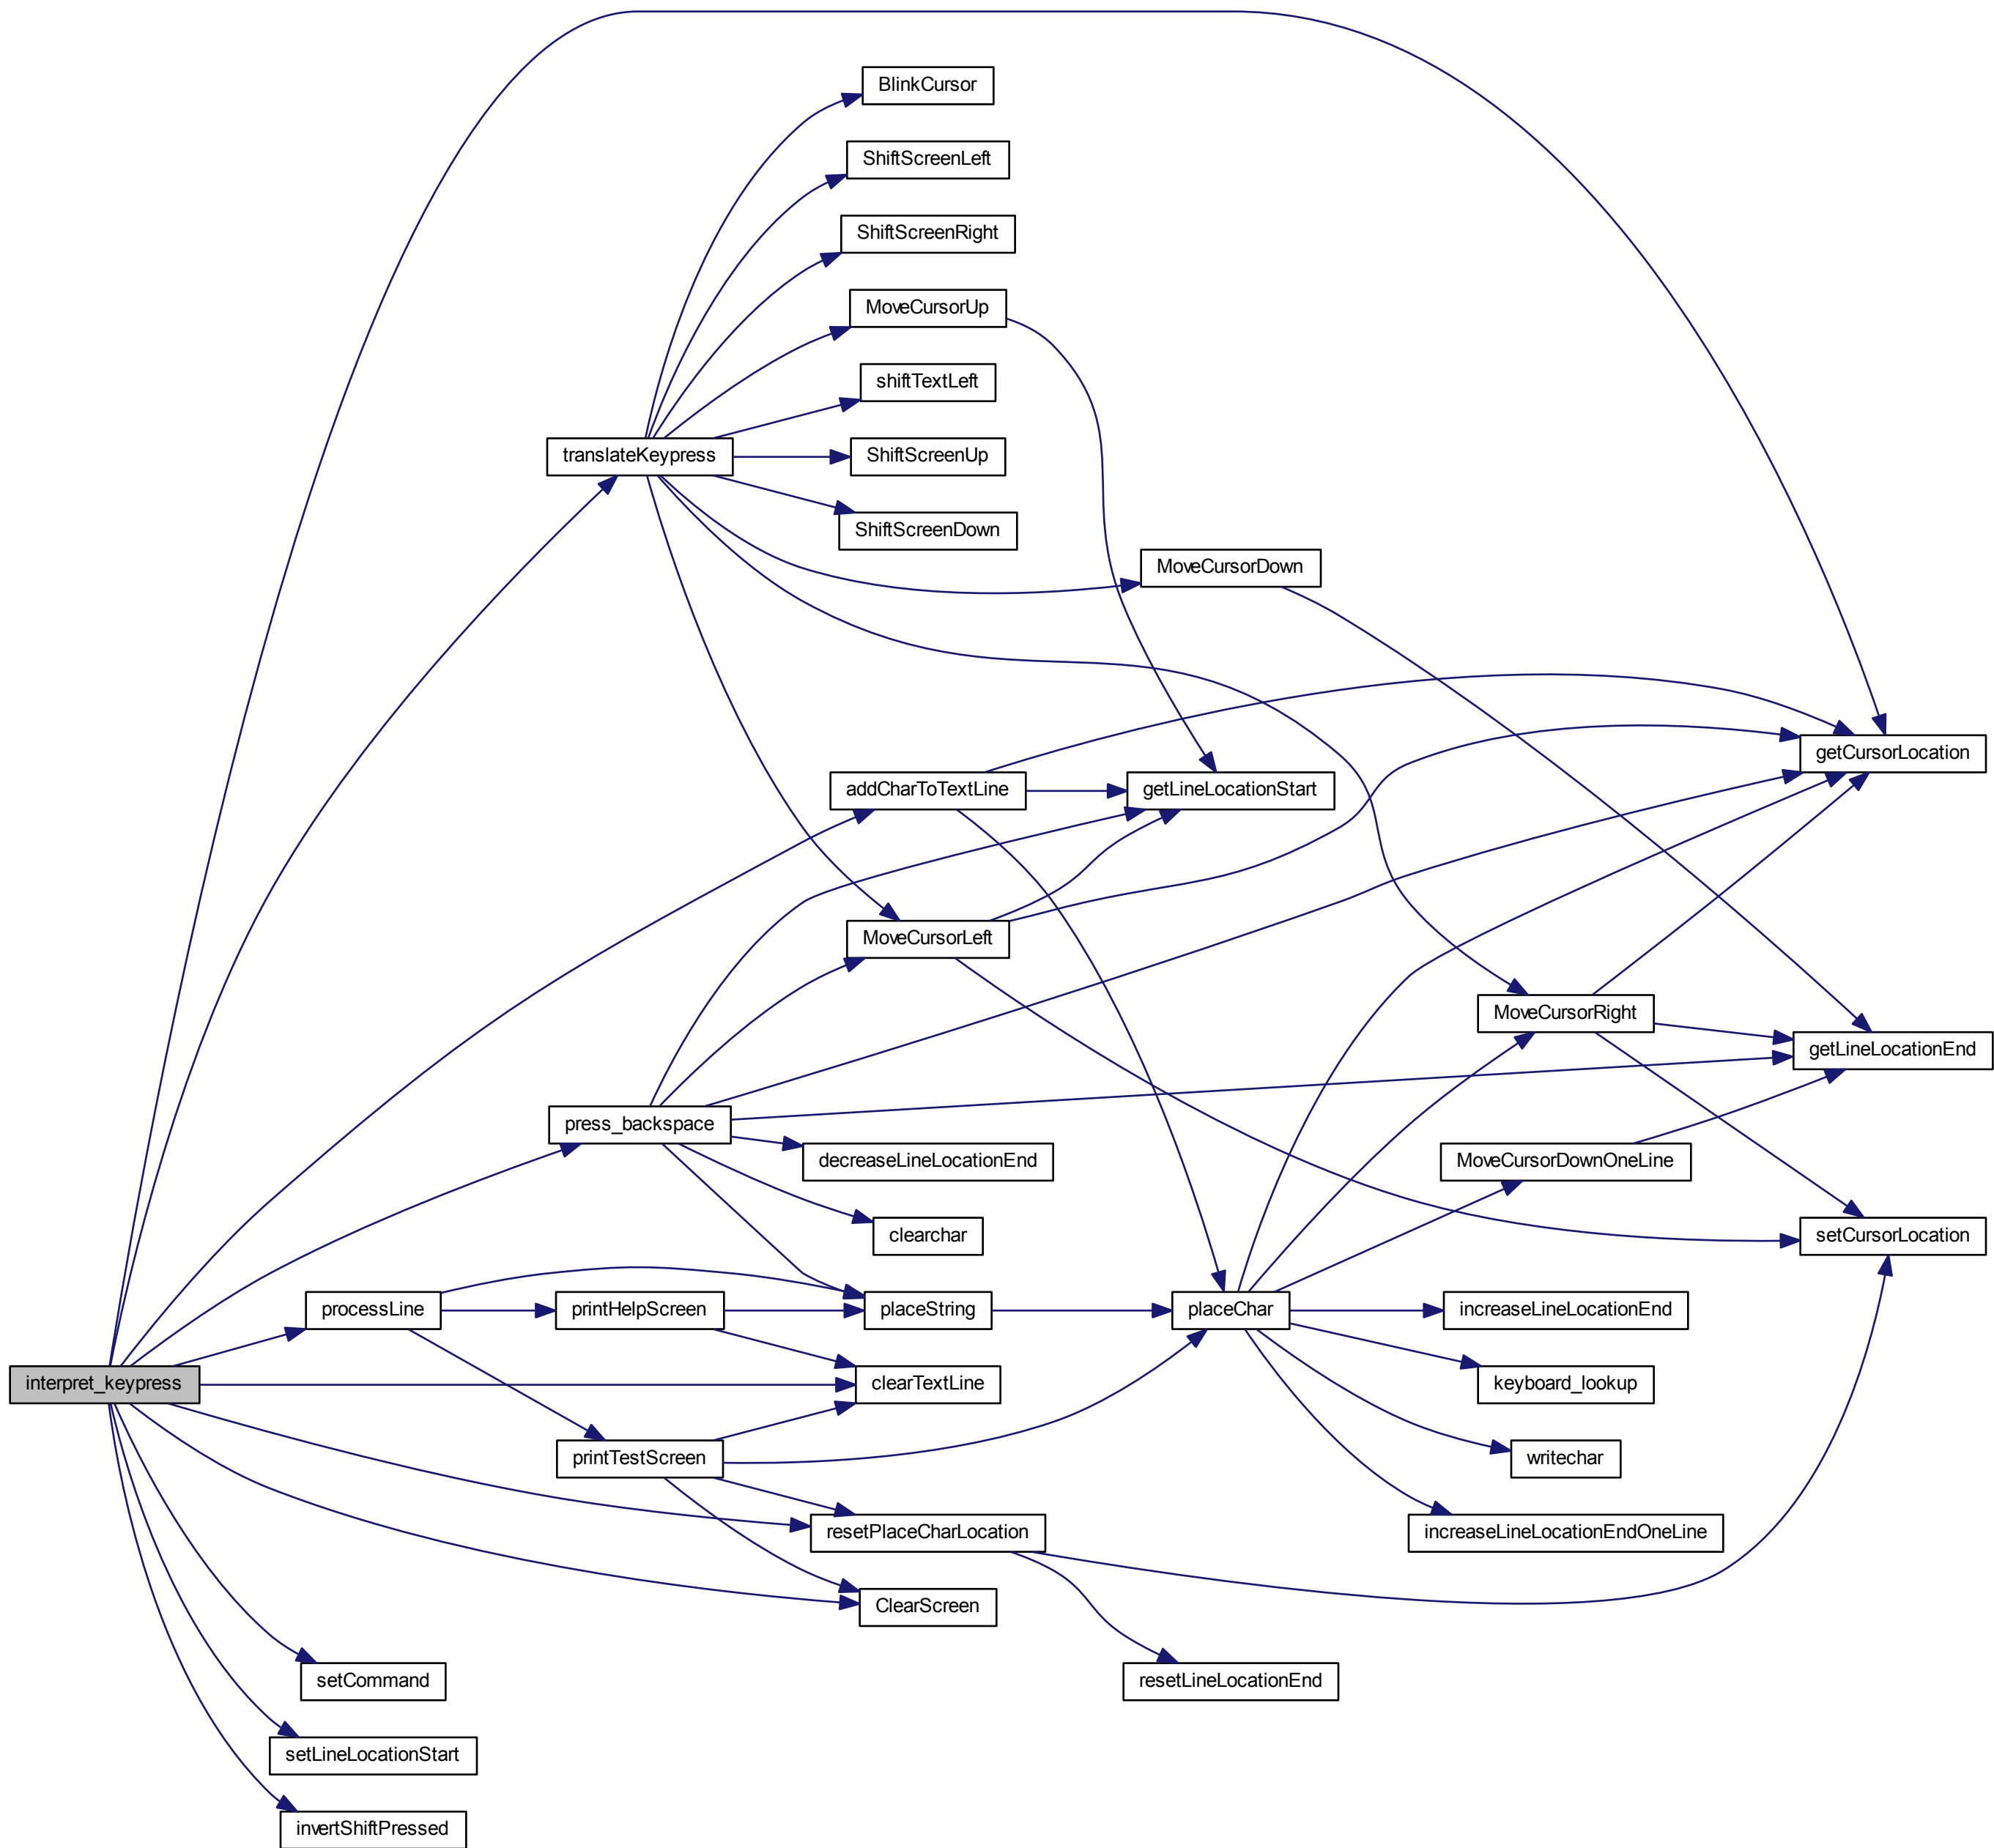 BlinkCursor
ShiftScreenLeft
ShiftScreenRight
MoveCursorUp
shiftTextLeft
translateKeypress
ShiftScreenUp
ShiftScreenDown
MoveCursorDown
getCursorLocation
addCharToTextLine
getLineLocationStart
MoveCursorLeft
MoveCursorRight
getLineLocationEnd
press_backspace
decreaseLineLocationEnd
MoveCursorDownOneLine
clearchar
setCursorLocation
processLine
printHelpScreen
placeString
placeChar
increaseLineLocationEnd
interpret_keypress
clearTextLine
keyboard_lookup
printTestScreen
writechar
resetPlaceCharLocation
increaseLineLocationEndOneLine
ClearScreen
setCommand
resetLineLocationEnd
setLineLocationStart
invertShiftPressed